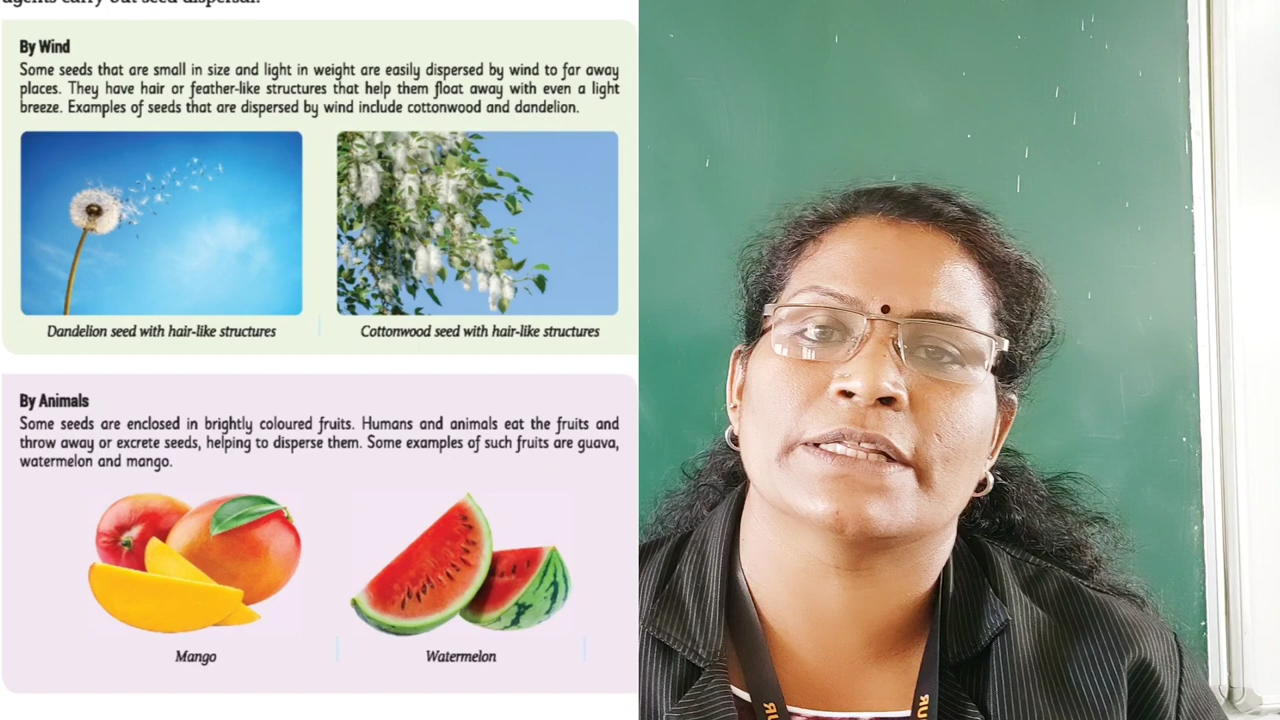 agents carry out seed dispersal.
By Wind
Some seeds that are small in size and light in weight are easily dispersed by wind to far away
places. They have hair or feather-like structures that help them float away with even a light
breeze. Examples of seeds that are dispersed by wind include cottonwood and dandelion.
Dandelion seed with hair-like structures
Cottonwood seed with hair-like structures
By Animals
Some seeds are enclosed in brightly coloured fruits. Humans and animals eat the fruits and
throw away or excrete seeds, helping to disperse them. Some examples of such fruits are guava,
watermelon and mango.
Mango
Watermelon